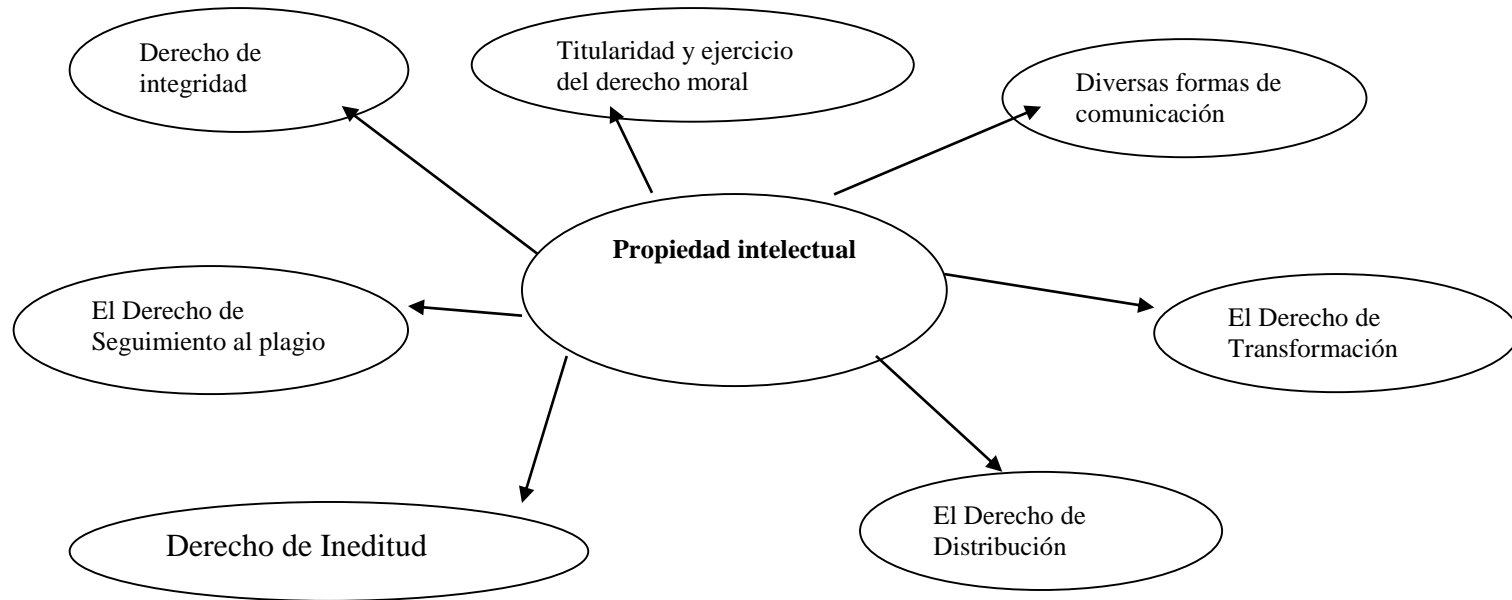 Derecho de
integridad
Titularidad y ejercicio
del derecho moral
Diversas formas de
comunicación
Propiedad intelectual
El Derecho de
Seguimiento al plagio
El Derecho de
Transformación
Derecho de Ineditud
El Derecho de
Distribución